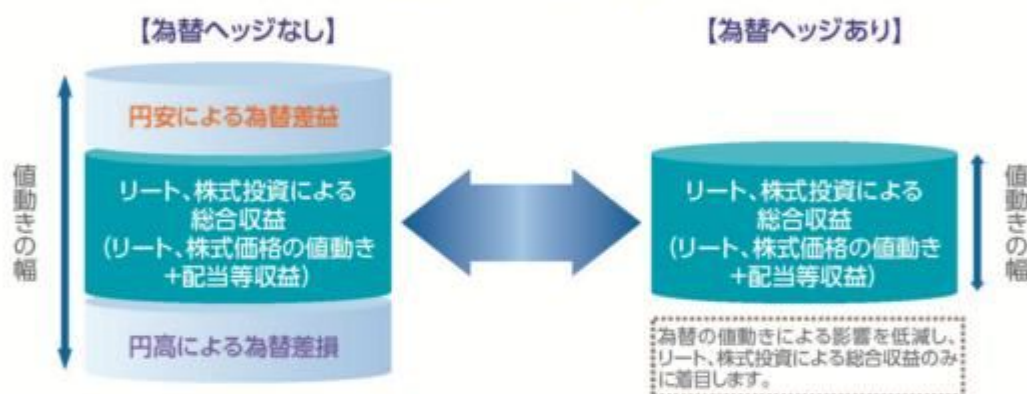 【為替ヘッジなし】
円安による為替差益
リート、株式投資による
総合収益
(リート、株式価格の値動き
+配当等収益)
円高による為替差損
値動きの幅
【為替ヘッジあり】
リート、株式投資による
総合収益
(リート、株式価格の値動き
+配当等収益)
値動きの幅
為替の値動きによる影響を低減し、
リート、株式投資による総合収益のみ
に着目します。